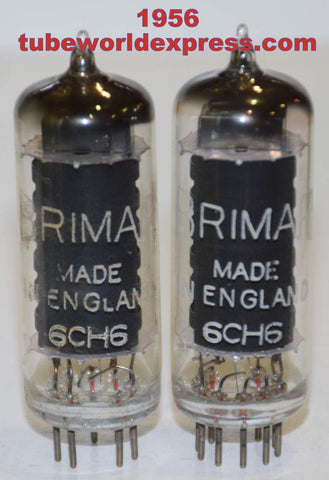 1956
tubeworldexpress.com
RIMA
MADE
N ENGLAN
6CH6
BRIMA
MADE
N ENGLAND
6CH6